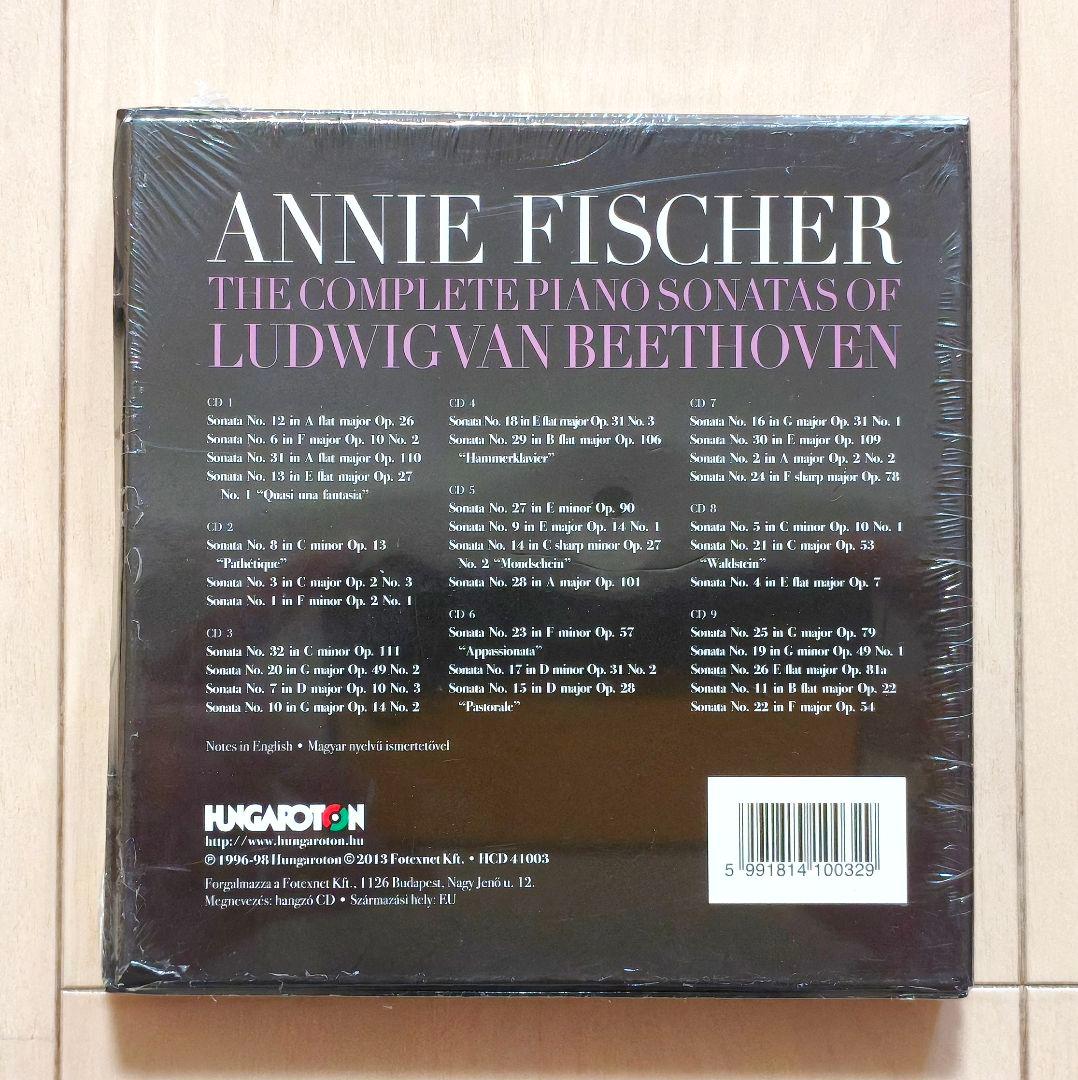 ANNIE FISCHER
THE COMPLETE PIANO SONATAS OF
LUDWIG VAN BEETHOVEN
CD 1
Sonata No. 12 in A flat major Op. 26
Sonata No. 6 in F major Op. 10 No. 2
Sonata No. 31 in A flat major Op. 110
Sonata No. 13 in E flat major Op. 27
No. 1 “Quasi una fantasia”
CD 2
Sonata No. 8 in C minor Op. 13
“Pathétique”
Sonata No. 3 in C major Op. 2 No. 3
Sonata No. 1 in F minor Op. 2 No. 1
CD 3
Sonata No. 32 in C minor Op. 111
Sonata No. 20 in G major Op. 49 No. 2
Sonata No. 7 in D major Op. 10 No. 3
Sonata No. 10 in G major Op. 14 No. 2
CD 4
Sonata No. 18 in E flat major Op. 31 No. 3
Sonata No. 29 in B flat major Op. 106
“Hammerklavier”
CD 5
Sonata No. 27 in E minor Op. 90
Sonata No. 9 in E major Op. 14 No. 1
Sonata No. 14 in C sharp minor Op. 27
No. 2 “Mondschein”
Sonata No. 28 in A major Op. 101
CD 6
Sonata No. 23 in F minor Op. 57
“Appassionata”
Sonata No. 17 in D minor Op. 31 No. 2
Sonata No. 15 in D major Op. 28
“Pastorale”
CD 7
Sonata No. 16 in G major Op. 31 No. 1
Sonata No. 30 in E major Op. 109
Sonata No. 2 in A major Op. 2 No. 2
Sonata No. 24 in F sharp major Op. 78
CD 8
Sonata No. 5 in C minor Op. 10 No. 1
Sonata No. 21 in C major Op. 53
“Waldstein”
Sonata No. 4 in E flat major Op. 7
CD 9
Sonata No. 25 in G major Op. 79
Sonata No. 19 in G minor Op. 49 No. 1
Sonata No. 26 E flat major Op. 81a
Sonata No. 11 in B flat major Op. 22
Sonata No. 22 in F major Op. 54
Notes in English • Magyar nyelvű ismertetővel
HUNGAROTON
http://www.hungaroton.hu
℗ 1996-98 Hungaroton © 2013 Fotexnet Kft. • HCD 41003
Forgalmazza a Fotexnet Kft., 1126 Budapest, Nagy Jenő u. 12.
Megnevezés: hangzó CD • Származási hely: EU
5 991814 100329